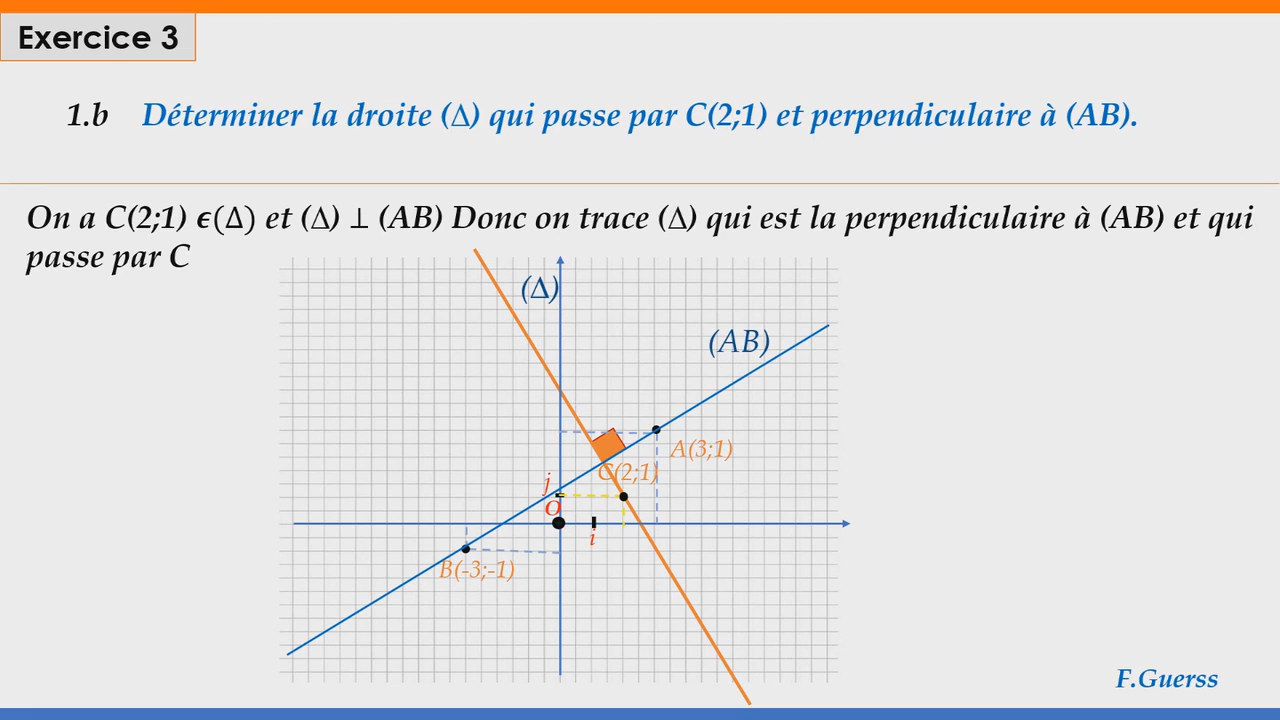 Exercice 3
1.b Déterminer la droite (Δ) qui passe par C(2;1) et perpendiculaire à (AB).
On a C(2;1) ϵ(Δ) et (Δ) ⊥ (AB) Donc on trace (Δ) qui est la perpendiculaire à (AB) et qui
passe par C
(Δ)
(AB)
A(3;1)
C(2;1)
j
O
i
B(-3;-1)
F.Guerss